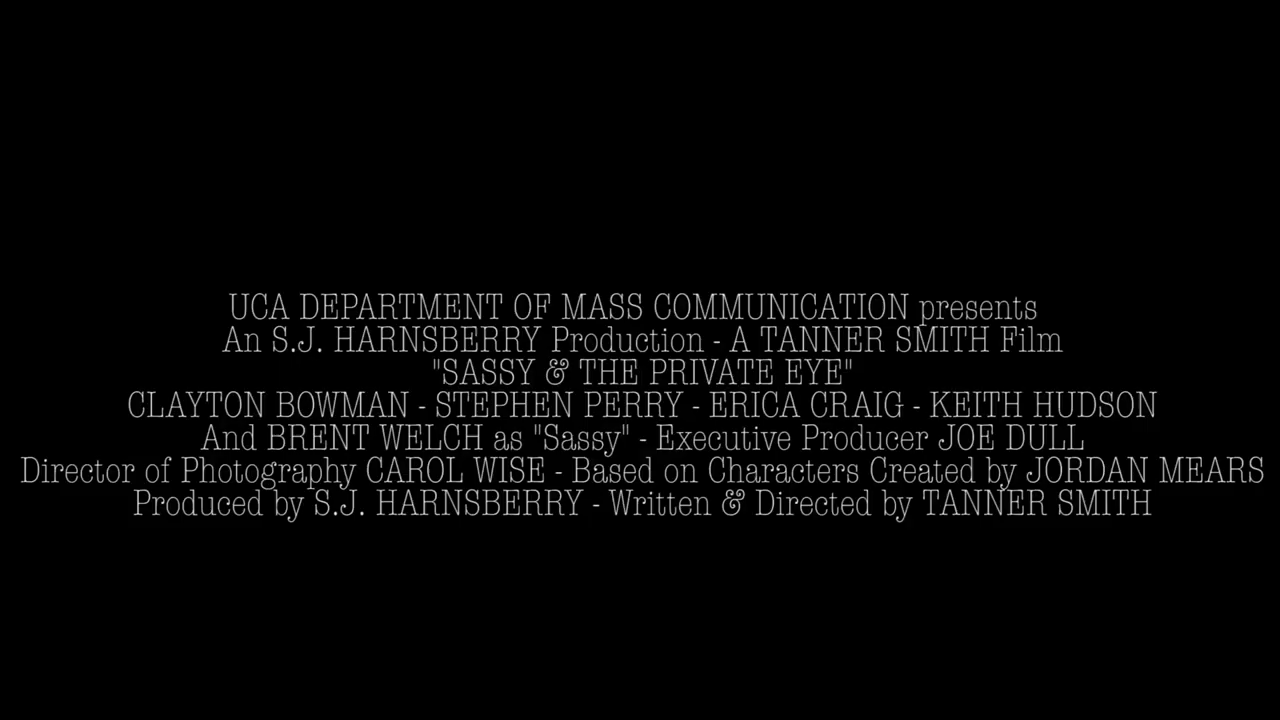 UCA DEPARTMENT OF MASS COMMUNICATION presents
An S.J. HARNSBERRY Production - A TANNER SMITH Film
"SASSY & THE PRIVATE EYE"
CLAYTON BOWMAN - STEPHEN PERRY - ERICA CRAIG - KEITH HUDSON
And BRENT WELCH as "Sassy" - Executive Producer JOE DULL
Director of Photography CAROL WISE - Based on Characters Created by JORDAN MEARS
Produced by S.J. HARNSBERRY - Written & Directed by TANNER SMITH